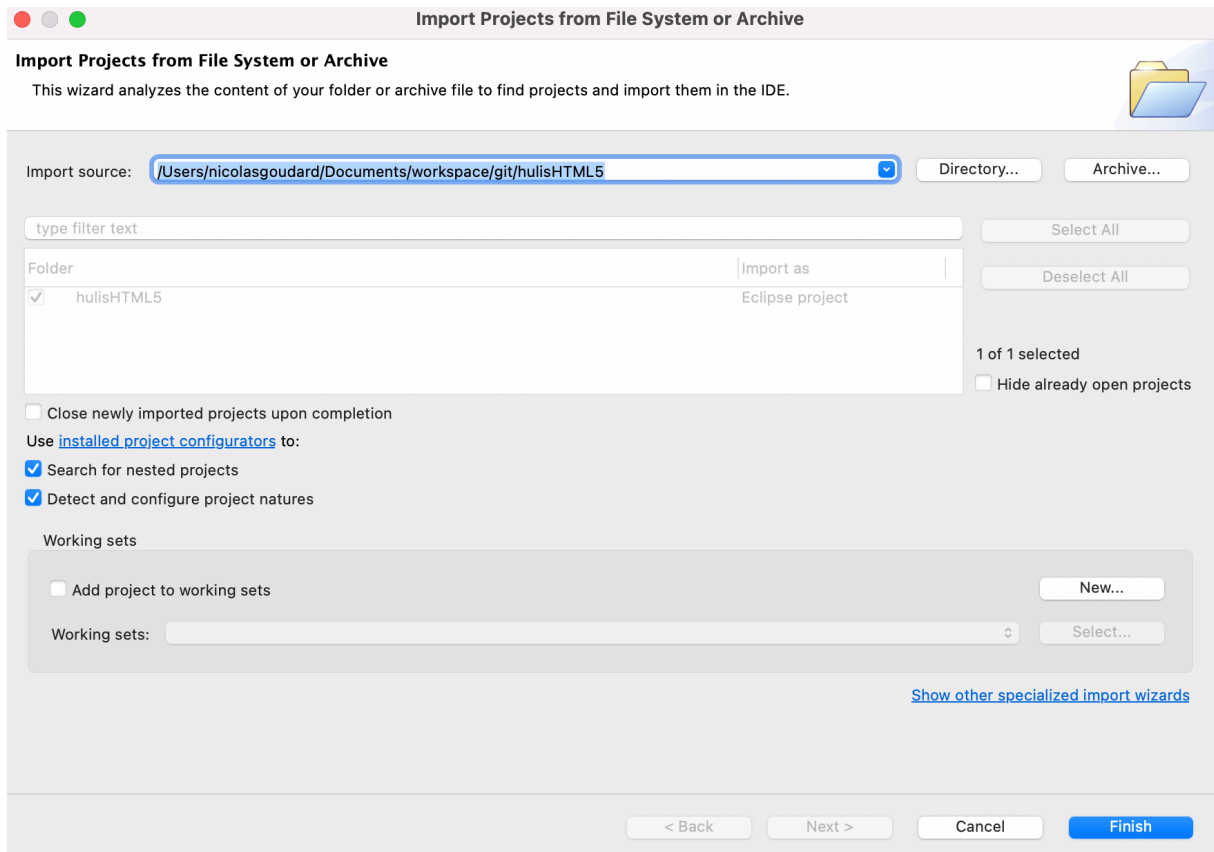 Import Projects from File System or Archive
Import Projects from File System or Archive
This wizard analyzes the content of your folder or archive file to find projects and import them in the IDE.
Import source: /Users/nicolasgoudard/Documents/workspace/git/hulisHTML5 Directory... Archive...
type filter text Select All
Folder Import as Deselect All
hulisHTML5 Eclipse project
1 of 1 selected
Hide already open projects
Close newly imported projects upon completion
Use installed project configurators to:
Search for nested projects
Detect and configure project natures
Working sets
Add project to working sets New...
Working sets: Select...
Show other specialized import wizards
< Back Next > Cancel Finish